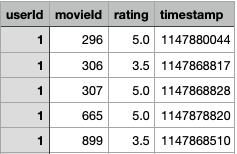 userId movieId rating timestamp
1 296 5.0 1147880044
1 306 3.5 1147868817
1 307 5.0 1147868828
1 665 5.0 1147878820
1 899 3.5 1147868510